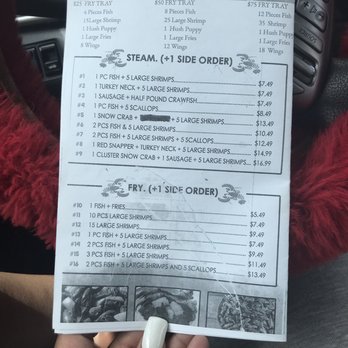 $25 FRY TRAY
5 Pieces Fish
15 Large Shrimp
1 Hush Puppy
1 Large Fries
8 Wings
$50 FRY TRAY
8 Pieces Fish
25 Large Shrimp
1 Hush Puppy
1 Large Fries
12 Wings
$75 FRY TRAY
12 Pieces Fish
35 Shrimp
1 Hush Puppy
1 Large Fries
18 Wings
STEAM. (+1 SIDE ORDER)
#1 1 PC FISH + 5 LARGE SHRIMPS $7.49
#2 1 TURKEY NECK + 5 LARGE SHRIMPS $7.49
#3 1 SAUSAGE + HALF POUND CRAWFISH $7.49
#4 1 PC FISH + 5 SCALLOPS $8.49
#5 1 SNOW CRAB + 5 LARGE SHRIMPS $13.49
#6 2 PCS FISH & 5 LARGE SHRIMPS $10.49
#7 2 PCS FISH + 5 LARGE SHRIMPS + 5 SCALLOPS $12.49
#8 1 RED SNAPPER + TURKEY NECK + 5 LARGE SHRIMPS $14.99
#9 1 CLUSTER SNOW CRAB + 1 SAUSAGE + 5 LARGE SHRIMPS $16.99
FRY. (+1 SIDE ORDER)
#10 1 FISH + FRIES $5.49
#11 10 PCS LARGE SHRIMPS $7.49
#12 15 LARGE SHRIMPS $9.49
#13 1 PC FISH + 5 LARGE SHRIMPS $7.49
#14 2 PCS FISH + 5 LARGE SHRIMPS $9.49
#15 3 PCS FISH + 5 LARGE SHRIMPS $11.49
#16 2 PCS FISH + 5 LARGE SHRIMPS AND 5 SCALLOPS $13.49